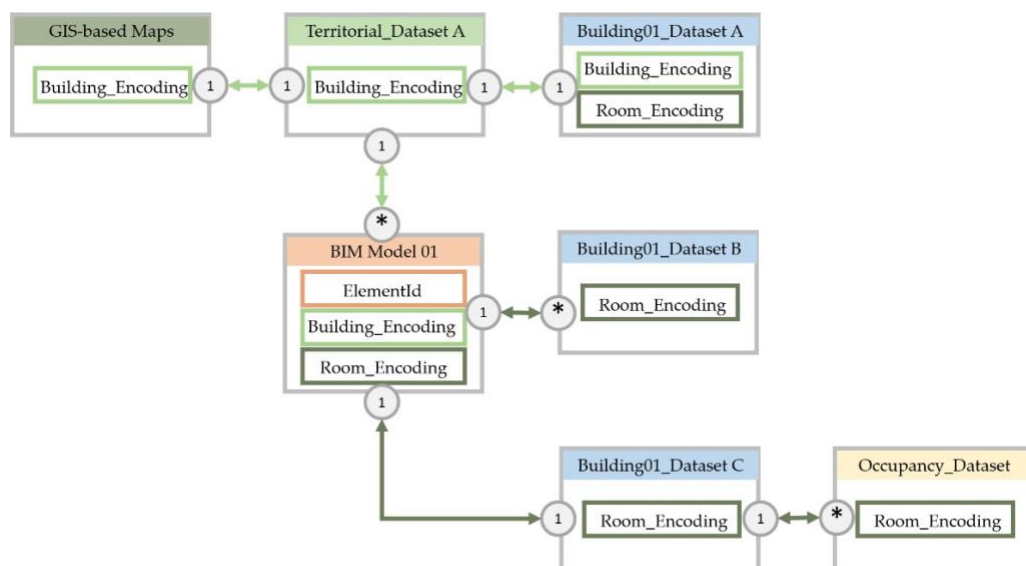 GIS-based Maps
Territorial_Dataset A
Building01_Dataset A
Building_Encoding
1
1
Building_Encoding
1
1
Building_Encoding
Room_Encoding
1
*
BIM Model 01
Building01_Dataset B
ElementId
Building_Encoding
Room_Encoding
1
*
Room_Encoding
1
Building01_Dataset C
Occupancy_Dataset
1
Room_Encoding
1
*
Room_Encoding